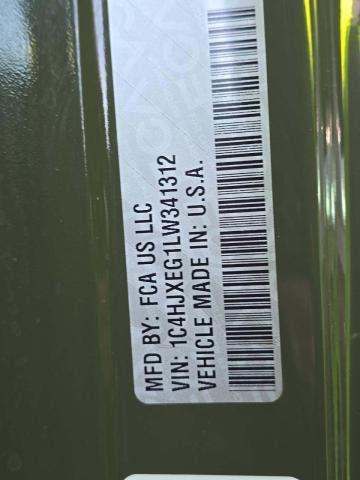 MFD BY: FCA US LLC
VIN: 1C4HJXEG1LW341312
VEHICLE MADE IN: U.S.A.